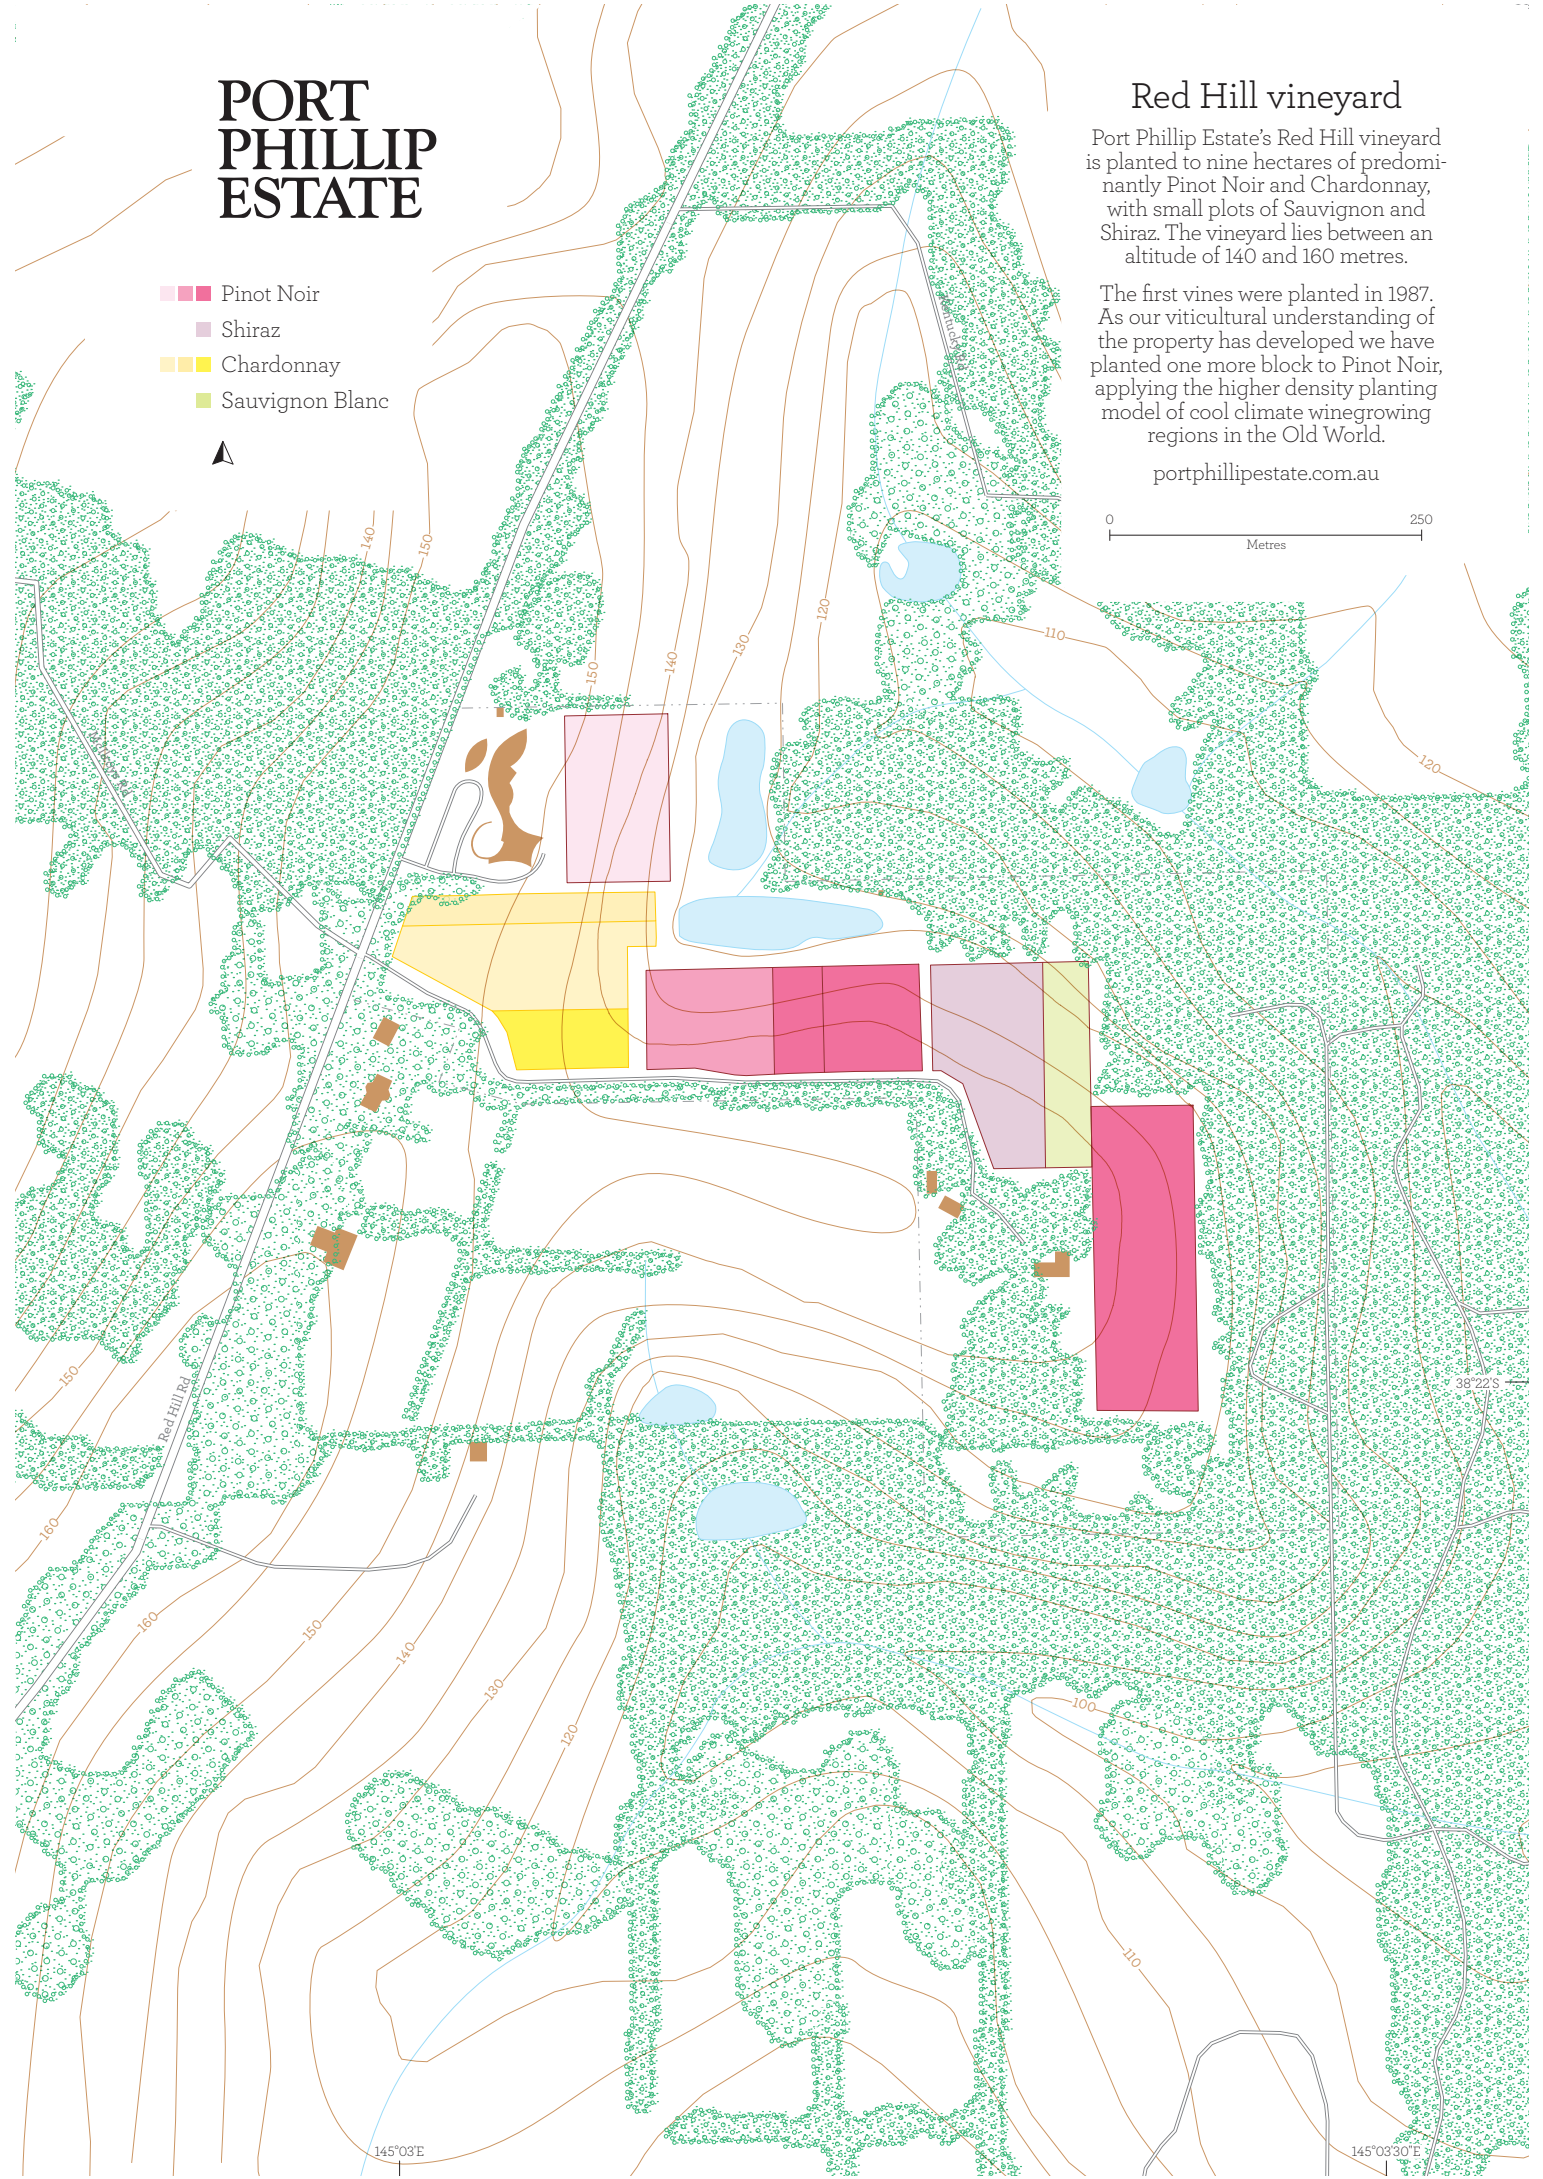 PORT
PHILLIP
ESTATE
Pinot Noir
Shiraz
Chardonnay
Sauvignon Blanc
Red Hill vineyard
Port Phillip Estate’s Red Hill vineyard
is planted to nine hectares of predomi-
nantly Pinot Noir and Chardonnay,
with small plots of Sauvignon and
Shiraz. The vineyard lies between an
altitude of 140 and 160 metres.
The first vines were planted in 1987.
As our viticultural understanding of
the property has developed we have
planted one more block to Pinot Noir,
applying the higher density planting
model of cool climate winegrowing
regions in the Old World.
portphillipestate.com.au
0
250
Metres
140
150
120
110
130
140
150
120
38°22'S
150
Red Hill Rd
160
160
150
140
130
120
100
110
145°03'E
145°03'30"E